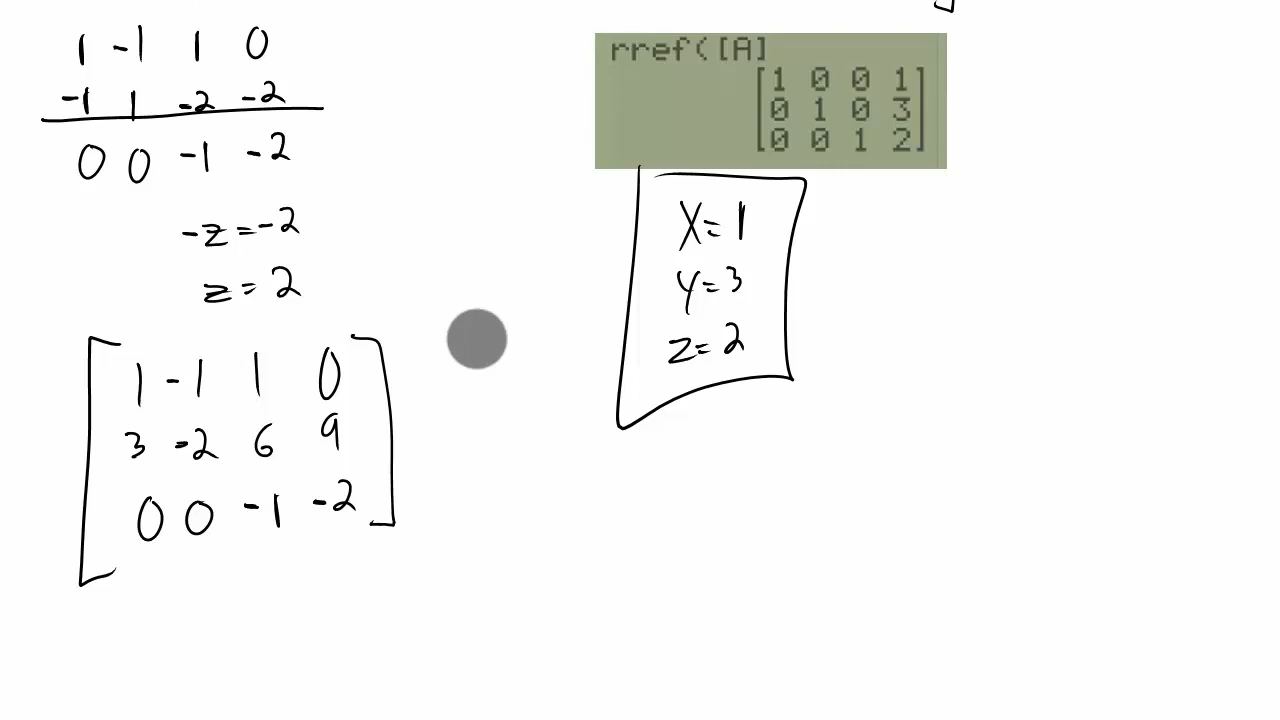 1 -1 1 0
-1 1 -2 -2
0 0 -1 -2
-z=-2
z=2
1 -1 1 0
3 -2 6 9
0 0 -1 -2
rref([A]
[1 0 0 1]
[0 1 0 3]
[0 0 1 2]
X=1
Y=3
Z=2